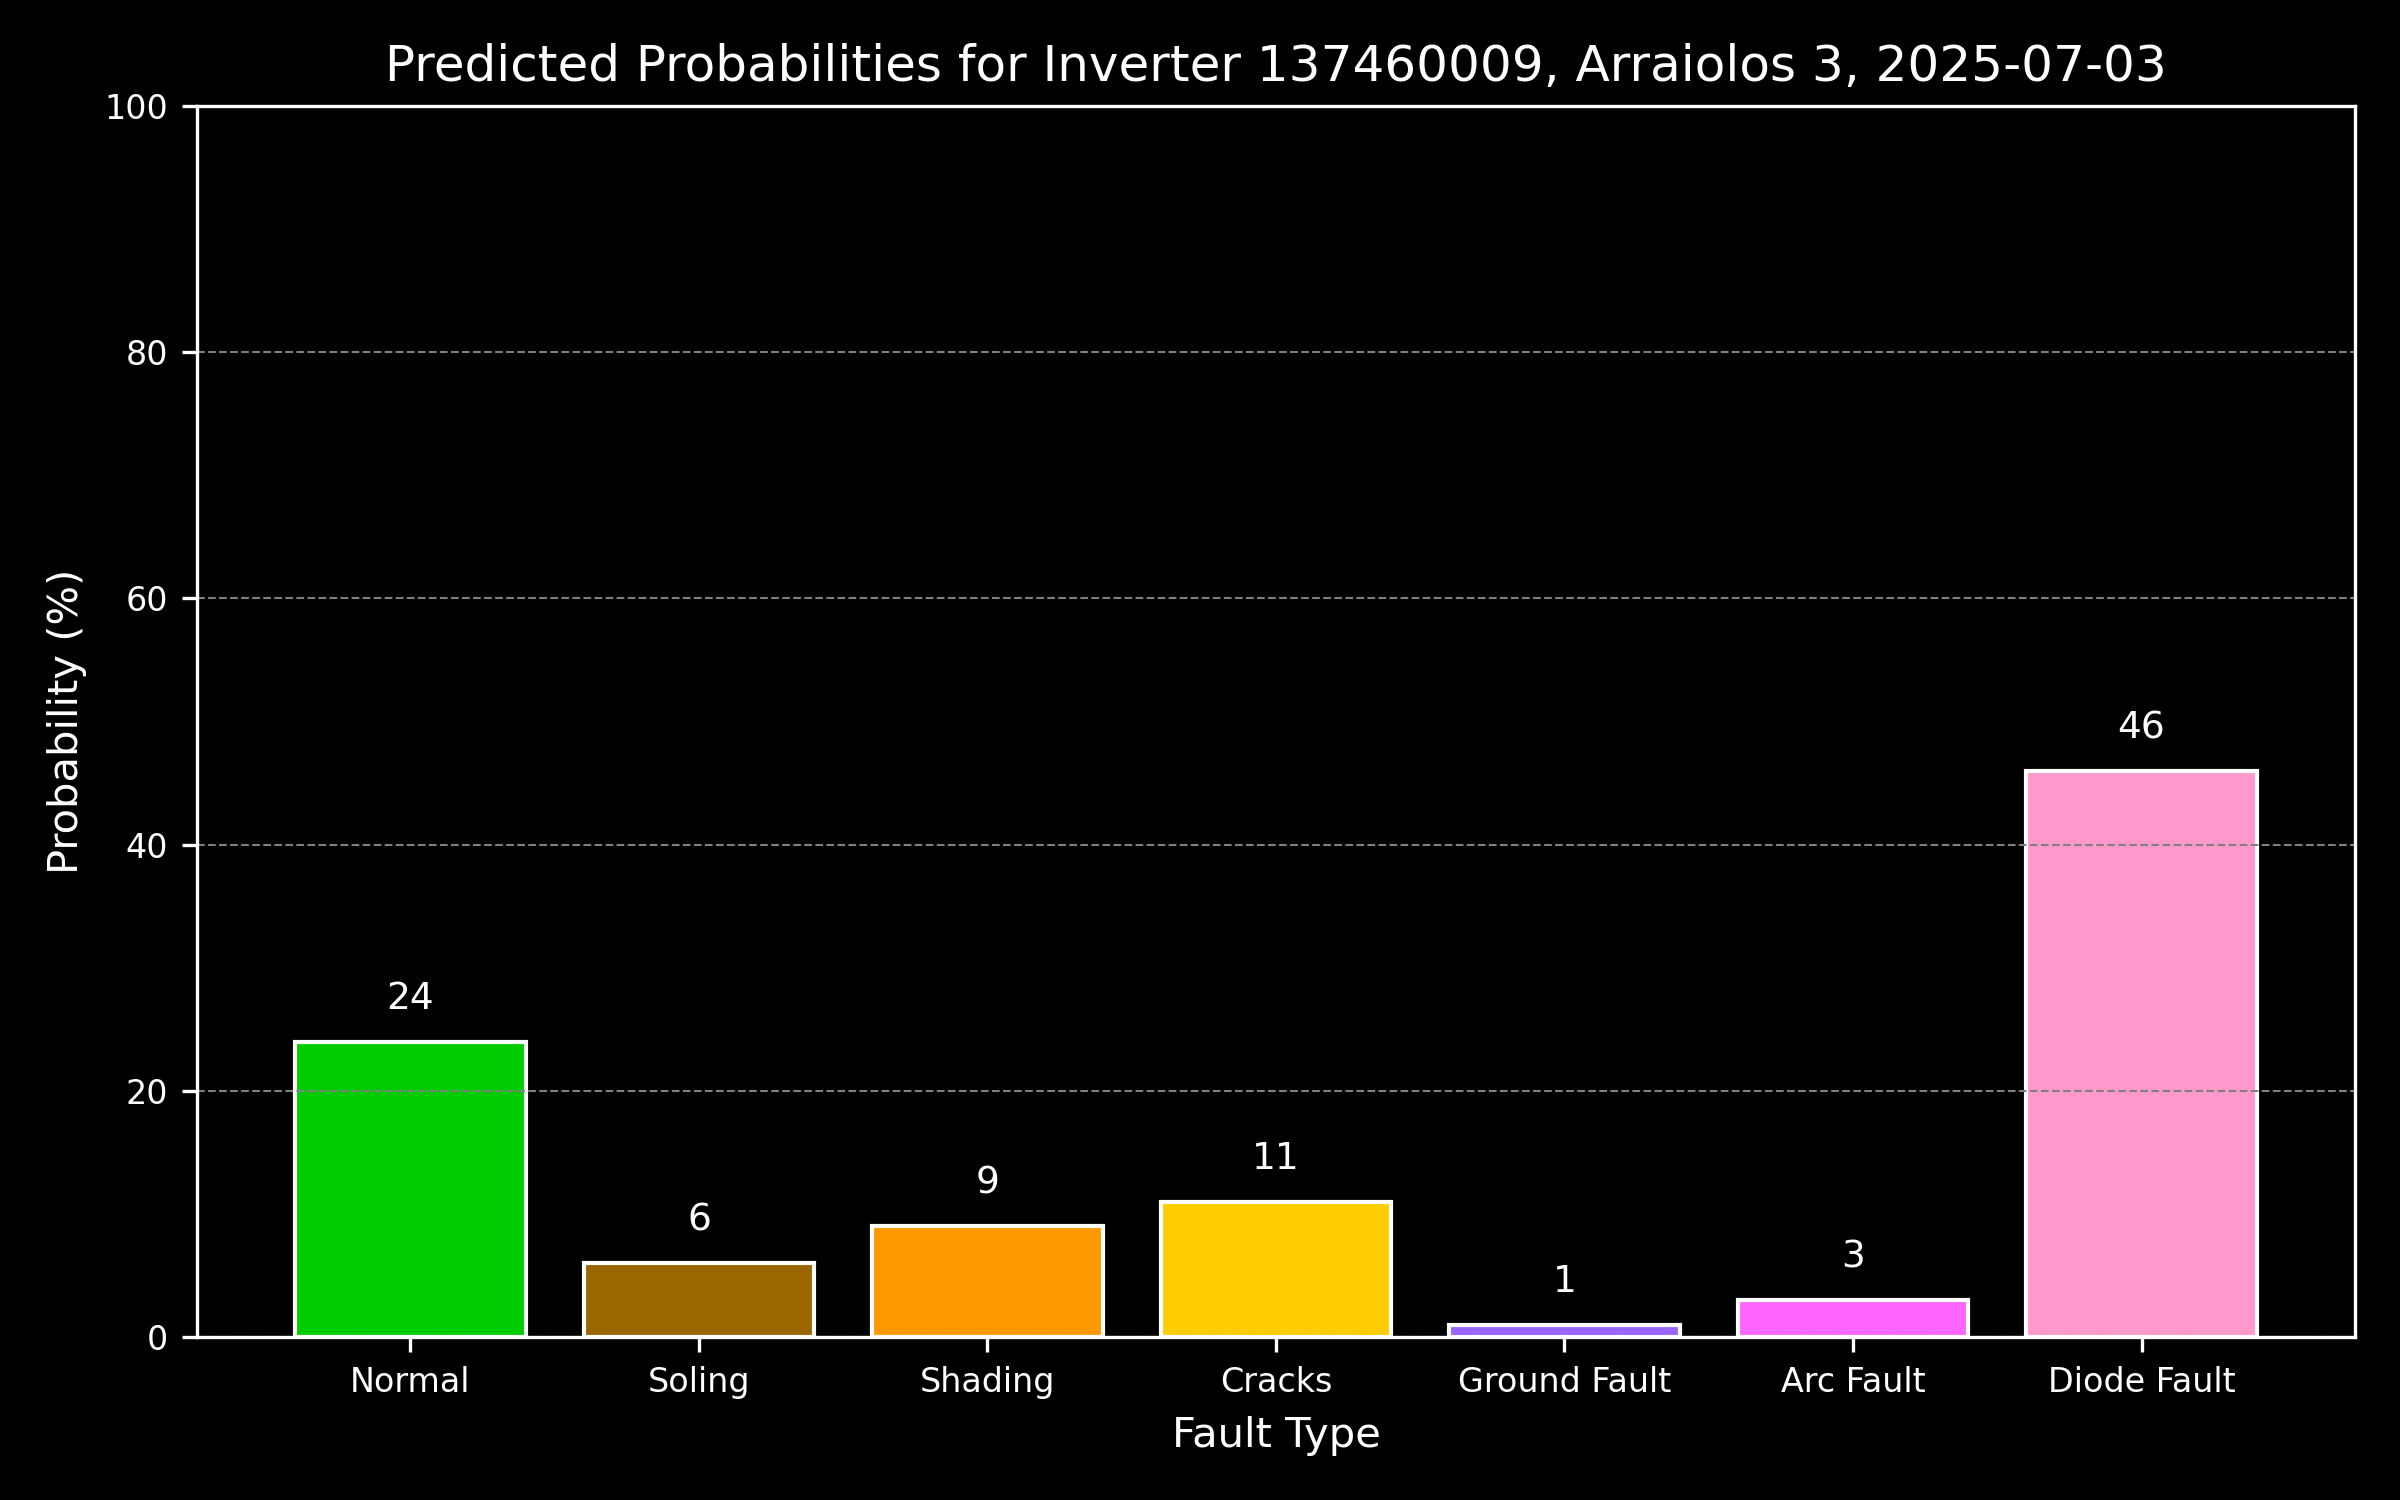 Predicted Probabilities for Inverter 137460009, Arraiolos 3, 2025-07-03
100
80
60
40
20
0
Probability (%)
24
6
9
11
1
3
46
Normal
Soling
Shading
Cracks
Ground Fault
Arc Fault
Diode Fault
Fault Type